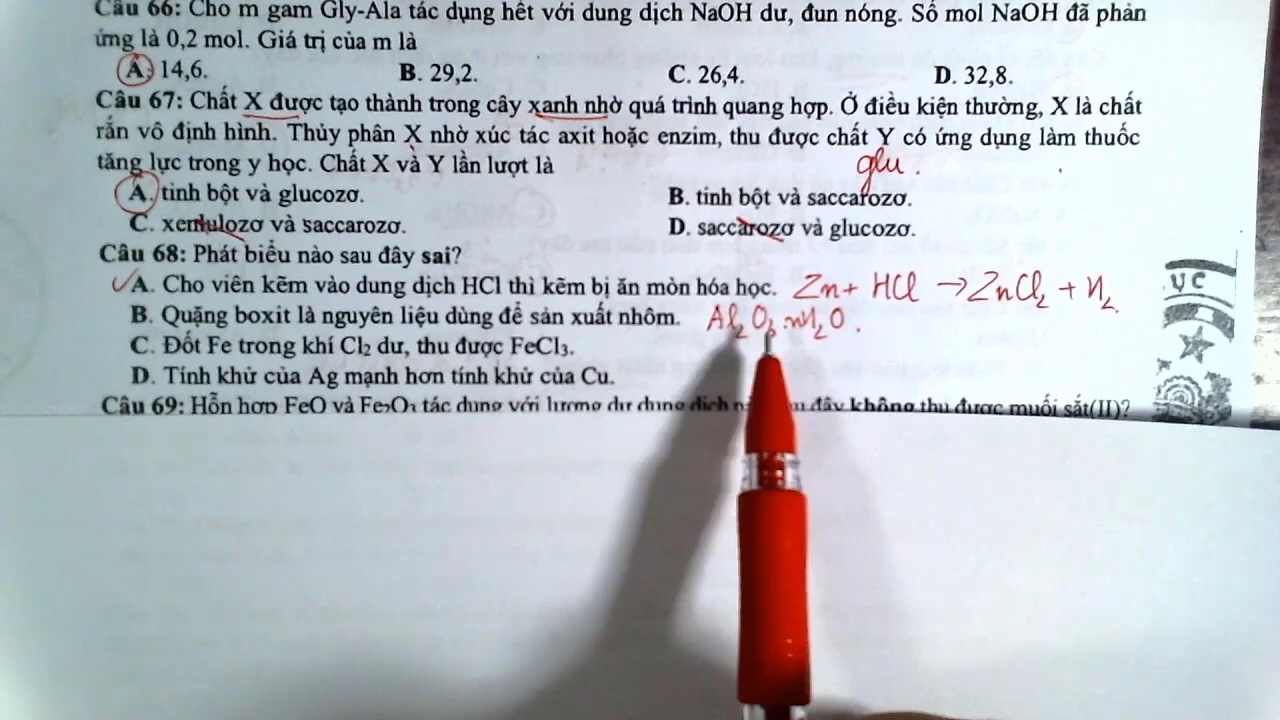 Câu 66: Cho m gam Gly-Ala tác dụng hết với dung dịch NaOH dư, đun nóng. Số mol NaOH đã phản
ứng là 0,2 mol. Giá trị của m là
A. 14,6. B. 29,2. C. 26,4. D. 32,8.
Câu 67: Chất X được tạo thành trong cây xanh nhờ quá trình quang hợp. Ở điều kiện thường, X là chất
rắn vô định hình. Thủy phân X nhờ xúc tác axit hoặc enzim, thu được chất Y có ứng dụng làm thuốc
tăng lực trong y học. Chất X và Y lần lượt là
glu.
A. tinh bột và glucozơ. B. tinh bột và saccarozơ.
C. xenlulozơ và saccarozơ. D. saccarozơ và glucozơ.
Câu 68: Phát biểu nào sau đây sai?
A. Cho viên kẽm vào dung dịch HCl thì kẽm bị ăn mòn hóa học. Zn + HCl → ZnCl₂ + H₂
B. Quặng boxit là nguyên liệu dùng để sản xuất nhôm. Al₂O₃.nH₂O.
C. Đốt Fe trong khí Cl₂ dư, thu được FeCl₃.
D. Tính khử của Ag mạnh hơn tính khử của Cu.
Câu 69: Hỗn hợp FeO và Fe₂O₃ tác dụng với lượng dư dung dịch đây không thu được muối sắt(II)?